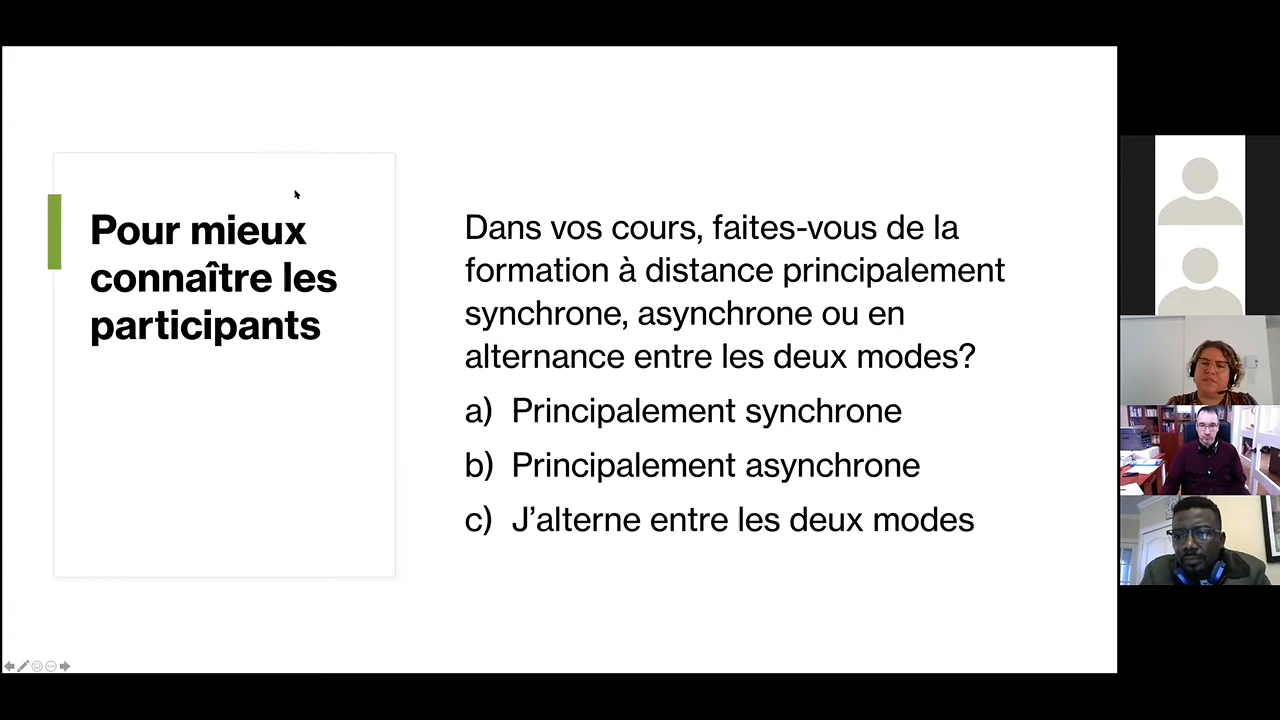 Pour mieux
connaître les
participants
Dans vos cours, faites-vous de la
formation à distance principalement
synchrone, asynchrone ou en
alternance entre les deux modes?
a) Principalement synchrone
b) Principalement asynchrone
c) J’alterne entre les deux modes